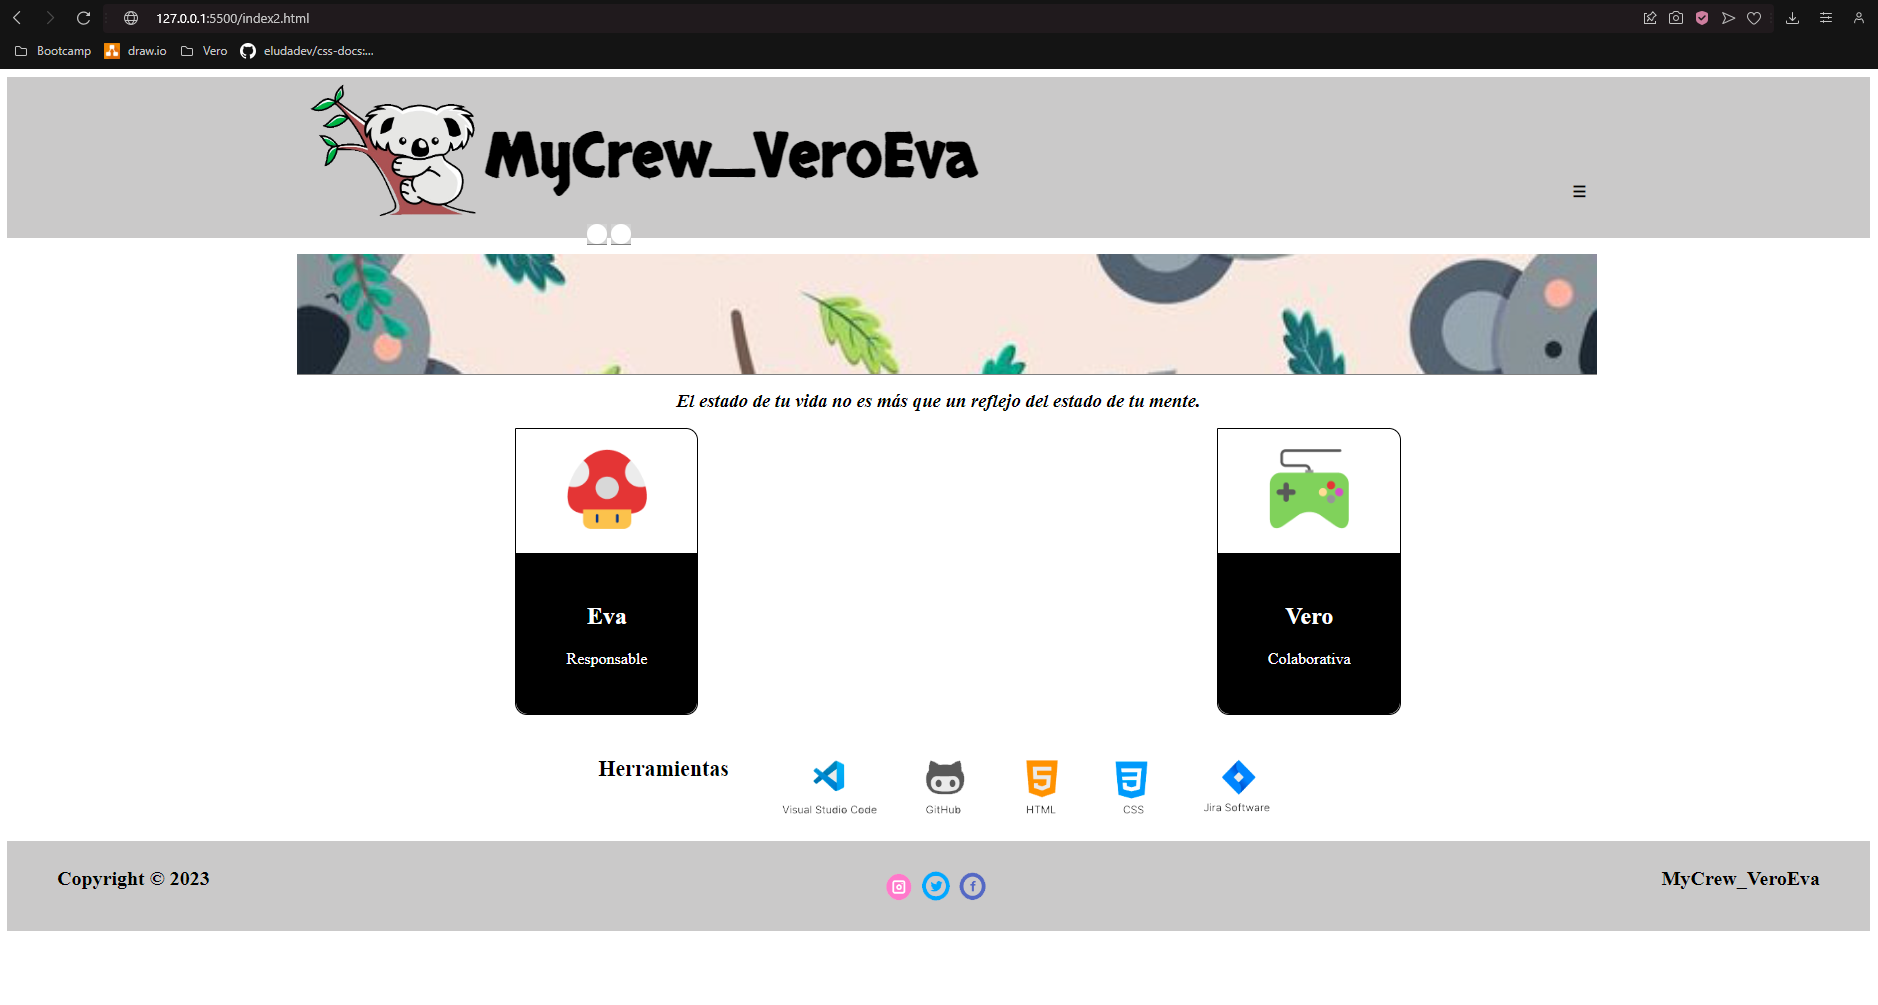 127.0.0.1:5500/index2.html
Bootcamp draw.io Vero eludadev/css-docs:...
MyCrew_VeroEva
☰
El estado de tu vida no es más que un reflejo del estado de tu mente.
Eva
Responsable
Vero
Colaborativa
Herramientas
Visual Studio Code GitHub HTML CSS Jira Software
Copyright © 2023 MyCrew_VeroEva